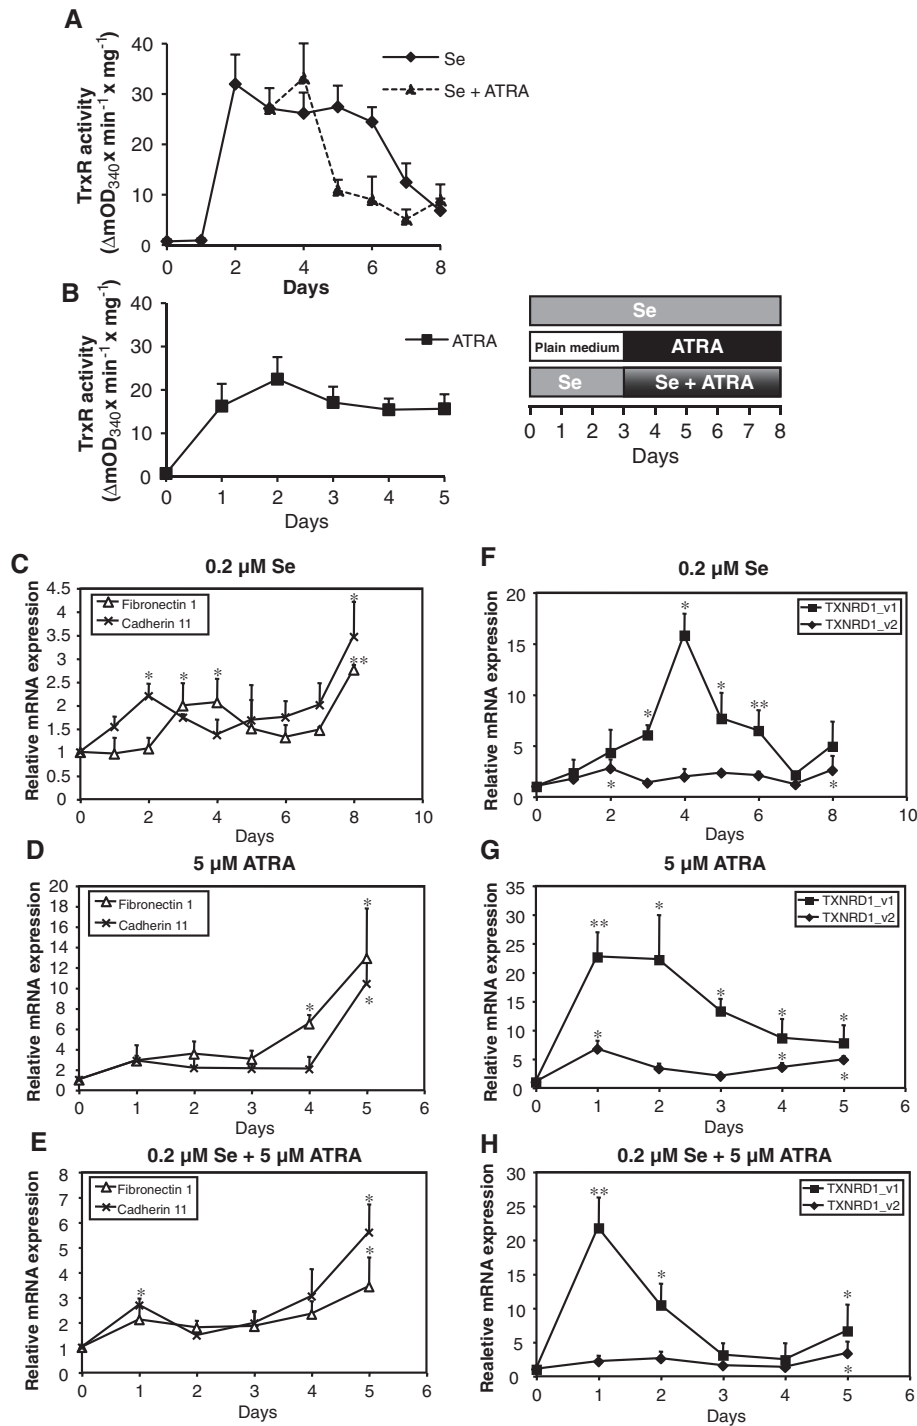 A
TrxR activity
(ΔmOD340 x min-1 x mg-1)
40
30
20
10
0
Se
Se + ATRA
0 2 4 6 8
Days
B
TrxR activity
(ΔmOD340 x min-1 x mg-1)
40
30
20
10
0
ATRA
0 1 2 3 4 5
Days
Se
Plain medium ATRA
Se Se + ATRA
0 1 2 3 4 5 6 7 8
Days
C
0.2 µM Se
Relative mRNA expression
4.5
4
3.5
3
2.5
2
1.5
1
0.5
0
Fibronectin 1
Cadherin 11
* * * * **
0 2 4 6 8 10
Days
F
0.2 µM Se
Relative mRNA expression
20
15
10
5
0
TXNRD1_v1
TXNRD1_v2
* * * ** * *
0 2 4 6 8 10
Days
D
5 µM ATRA
Relative mRNA expression
20
18
16
14
12
10
8
6
4
2
0
Fibronectin 1
Cadherin 11
* * *
0 1 2 3 4 5 6
Days
G
5 µM ATRA
Relative mRNA expression
35
30
25
20
15
10
5
0
TXNRD1_v1
TXNRD1_v2
** * * * * * * *
0 1 2 3 4 5 6
Days
E
0.2 µM Se + 5 µM ATRA
Relative mRNA expression
8
7
6
5
4
3
2
1
0
Fibronectin 1
Cadherin 11
* * *
0 1 2 3 4 5 6
Days
H
0.2 µM Se + 5 µM ATRA
Realetive mRNA expression
30
25
20
15
10
5
0
TXNRD1_v1
TXNRD1_v2
** * * *
0 1 2 3 4 5 6
Days